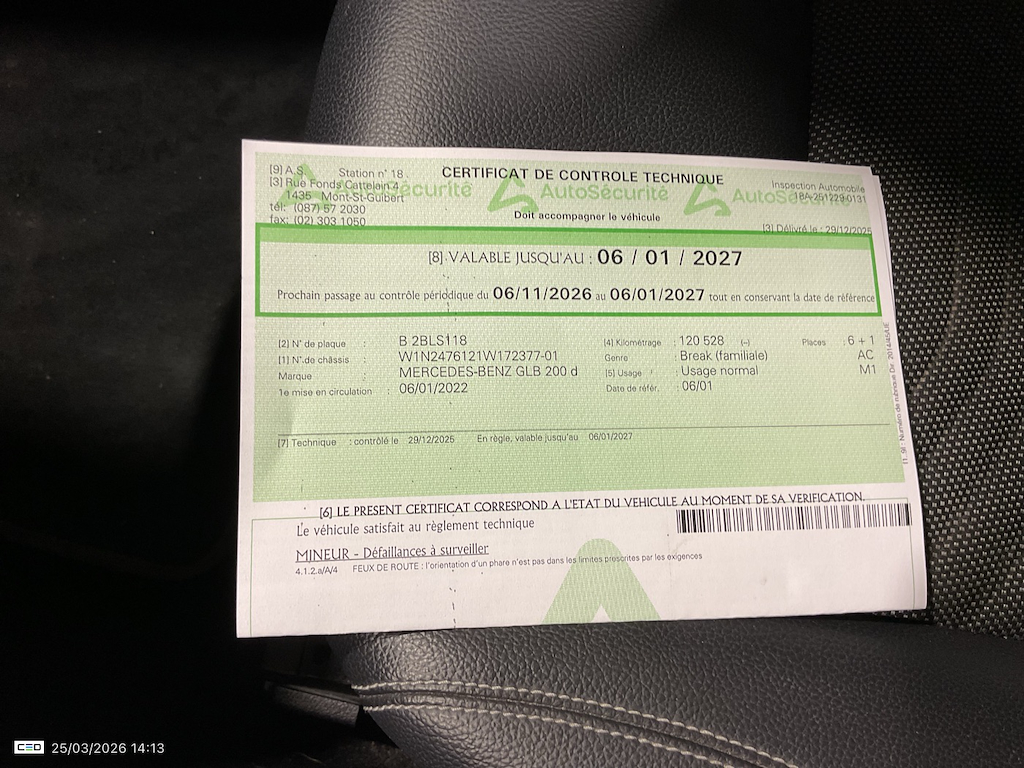 [9] A.S. Station n° 18
[3] Rue Fonds Cattelain 4
1435 Mont-St-Guibert
tél: (087) 57 2030
fax: (02) 303 1050
CERTIFICAT DE CONTROLE TECHNIQUE
AutoSécurité AutoSécurité AutoSécurité
Doit accompagner le véhicule
Inspection Automobile
18A-251229-0131
[3] Délivré le : 29/12/2025
[8] VALABLE JUSQU'AU : 06 / 01 / 2027
Prochain passage au contrôle périodique du 06/11/2026 au 06/01/2027 tout en conservant la date de référence
[2] N° de plaque : B 2BLS118
[1] N°.de châssis : W1N2476121W172377-01
Marque MERCEDES-BENZ GLB 200 d
1e mise en circulation : 06/01/2022
[4] Kilométrage : 120 528 (-) Places : 6 + 1
Genre : Break (familiale) AC
[5] Usage : Usage normal M1
Date de référ. : 06/01
[7] Technique : contrôlé le 29/12/2025 En règle, valable jusqu'au 06/01/2027
[6] LE PRESENT CERTIFICAT CORRESPOND A L'ETAT DU VEHICULE AU MOMENT DE SA VERIFICATION.
Le véhicule satisfait au règlement technique
MINEUR - Défaillances à surveiller
4.1.2.a/A/4 FEUX DE ROUTE : l'orientation d'un phare n'est pas dans les limites prescrites par les exigences
CEO 25/03/2026 14:13